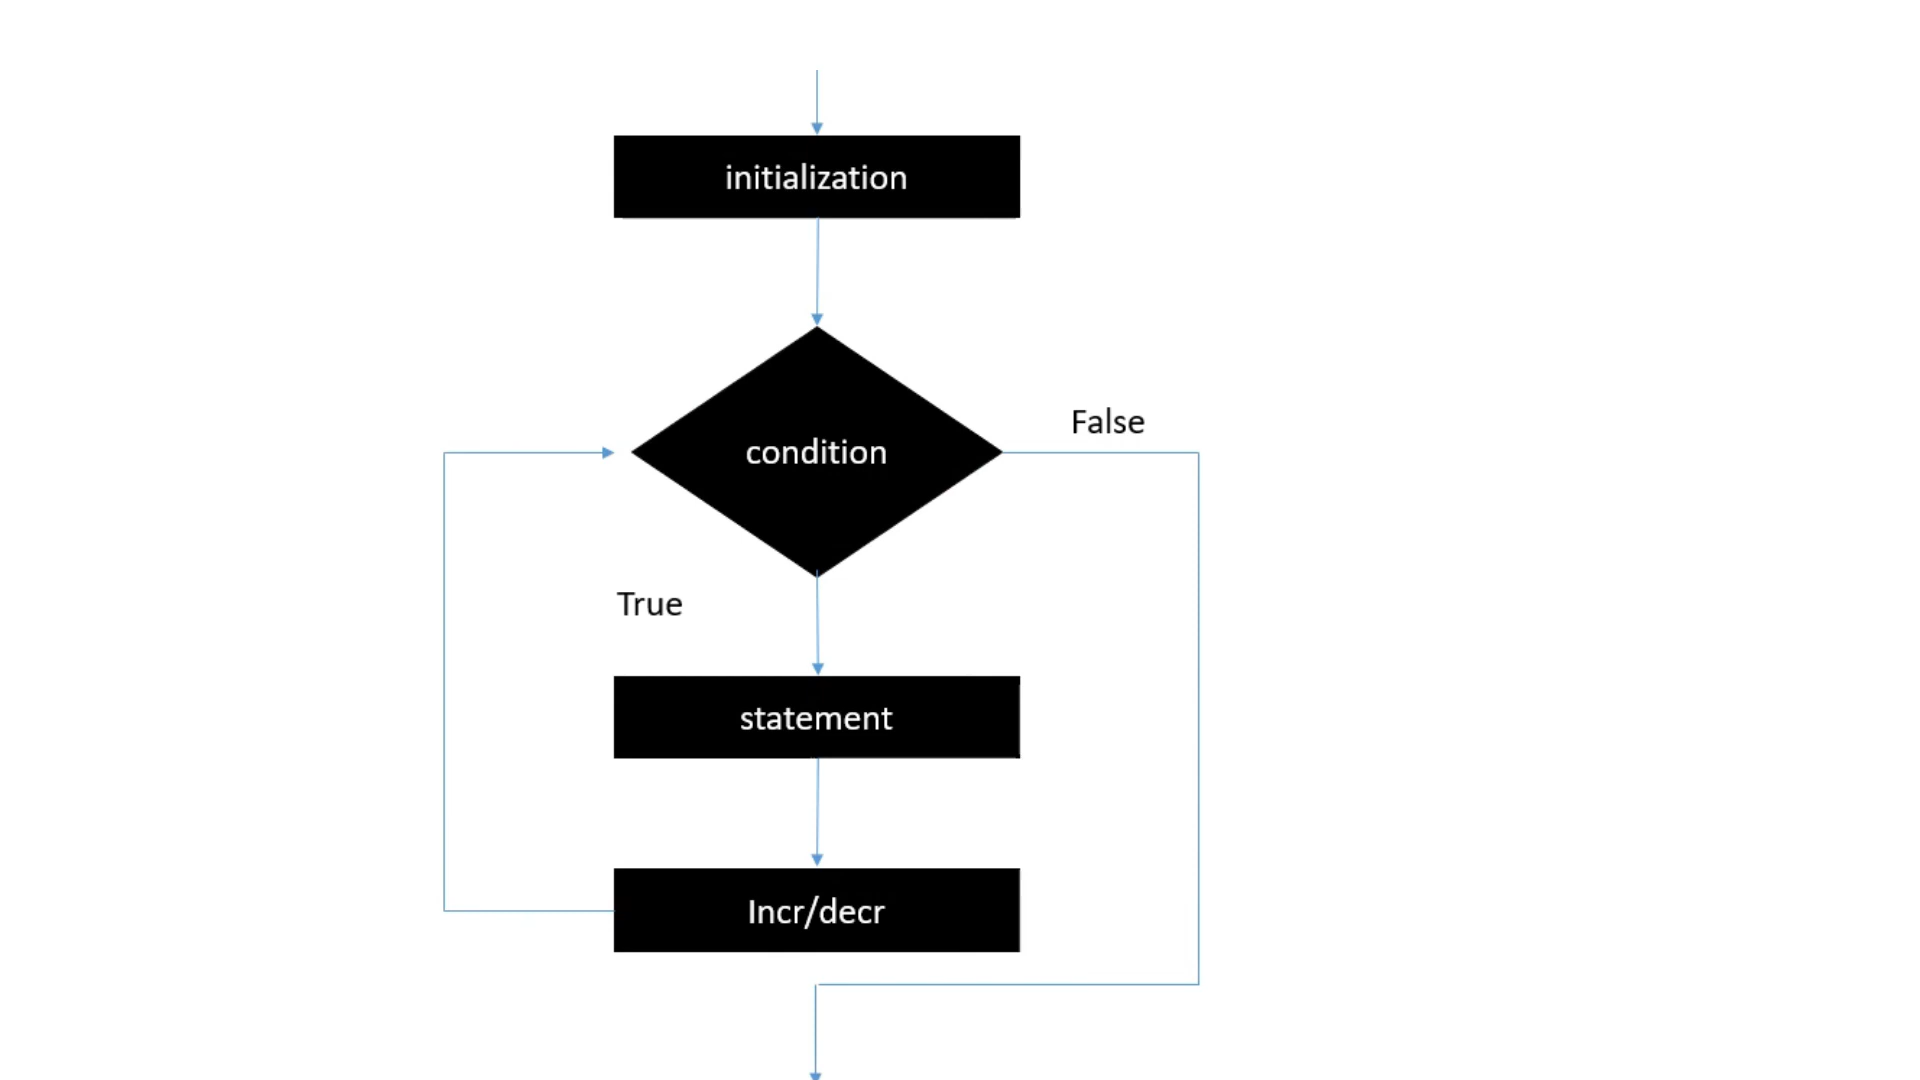 initialization
condition
False
True
statement
Incr/decr